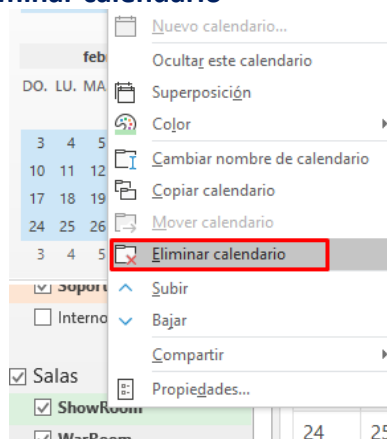 minar calendario
Nuevo calendario...
febr
Ocultar este calendario
DO. LU. MA
Superposición
Color
3 4 5
Cambiar nombre de calendario
10 11 12
Copiar calendario
17 18 19
Mover calendario
24 25 26
Eliminar calendario
3 4 5
Soport
Subir
Interno
Bajar
Compartir
Salas
Propiedades...
ShowRoom
WarRoom
24 25